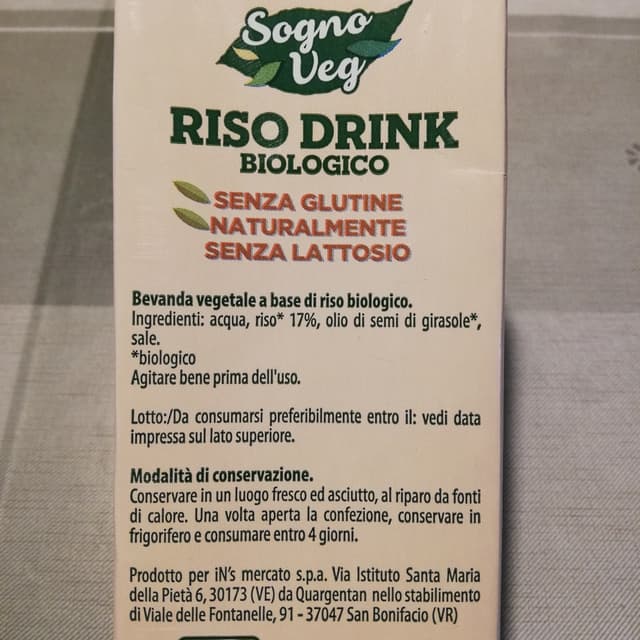 Sogno
Veg
RISO DRINK
BIOLOGICO
SENZA GLUTINE
NATURALMENTE
SENZA LATTOSIO
Bevanda vegetale a base di riso biologico.
Ingredienti: acqua, riso* 17%, olio di semi di girasole*,
sale.
*biologico
Agitare bene prima dell'uso.
Lotto:/Da consumarsi preferibilmente entro il: vedi data
impressa sul lato superiore.
Modalità di conservazione.
Conservare in un luogo fresco ed asciutto, al riparo da fonti
di calore. Una volta aperta la confezione, conservare in
frigorifero e consumare entro 4 giorni.
Prodotto per iN's mercato s.p.a. Via Istituto Santa Maria
della Pietà 6, 30173 (VE) da Quargentan nello stabilimento
di Viale delle Fontanelle, 91 - 37047 San Bonifacio (VR)